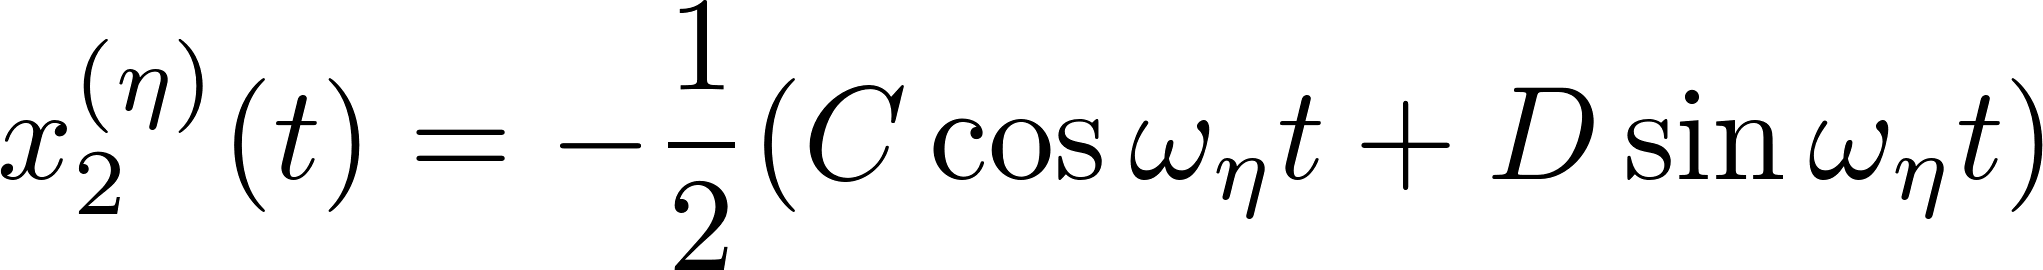 x_2^{(\eta)}(t) = -\frac{1}{2}(C \cos \omega_\eta t + D \sin \omega_\eta t)